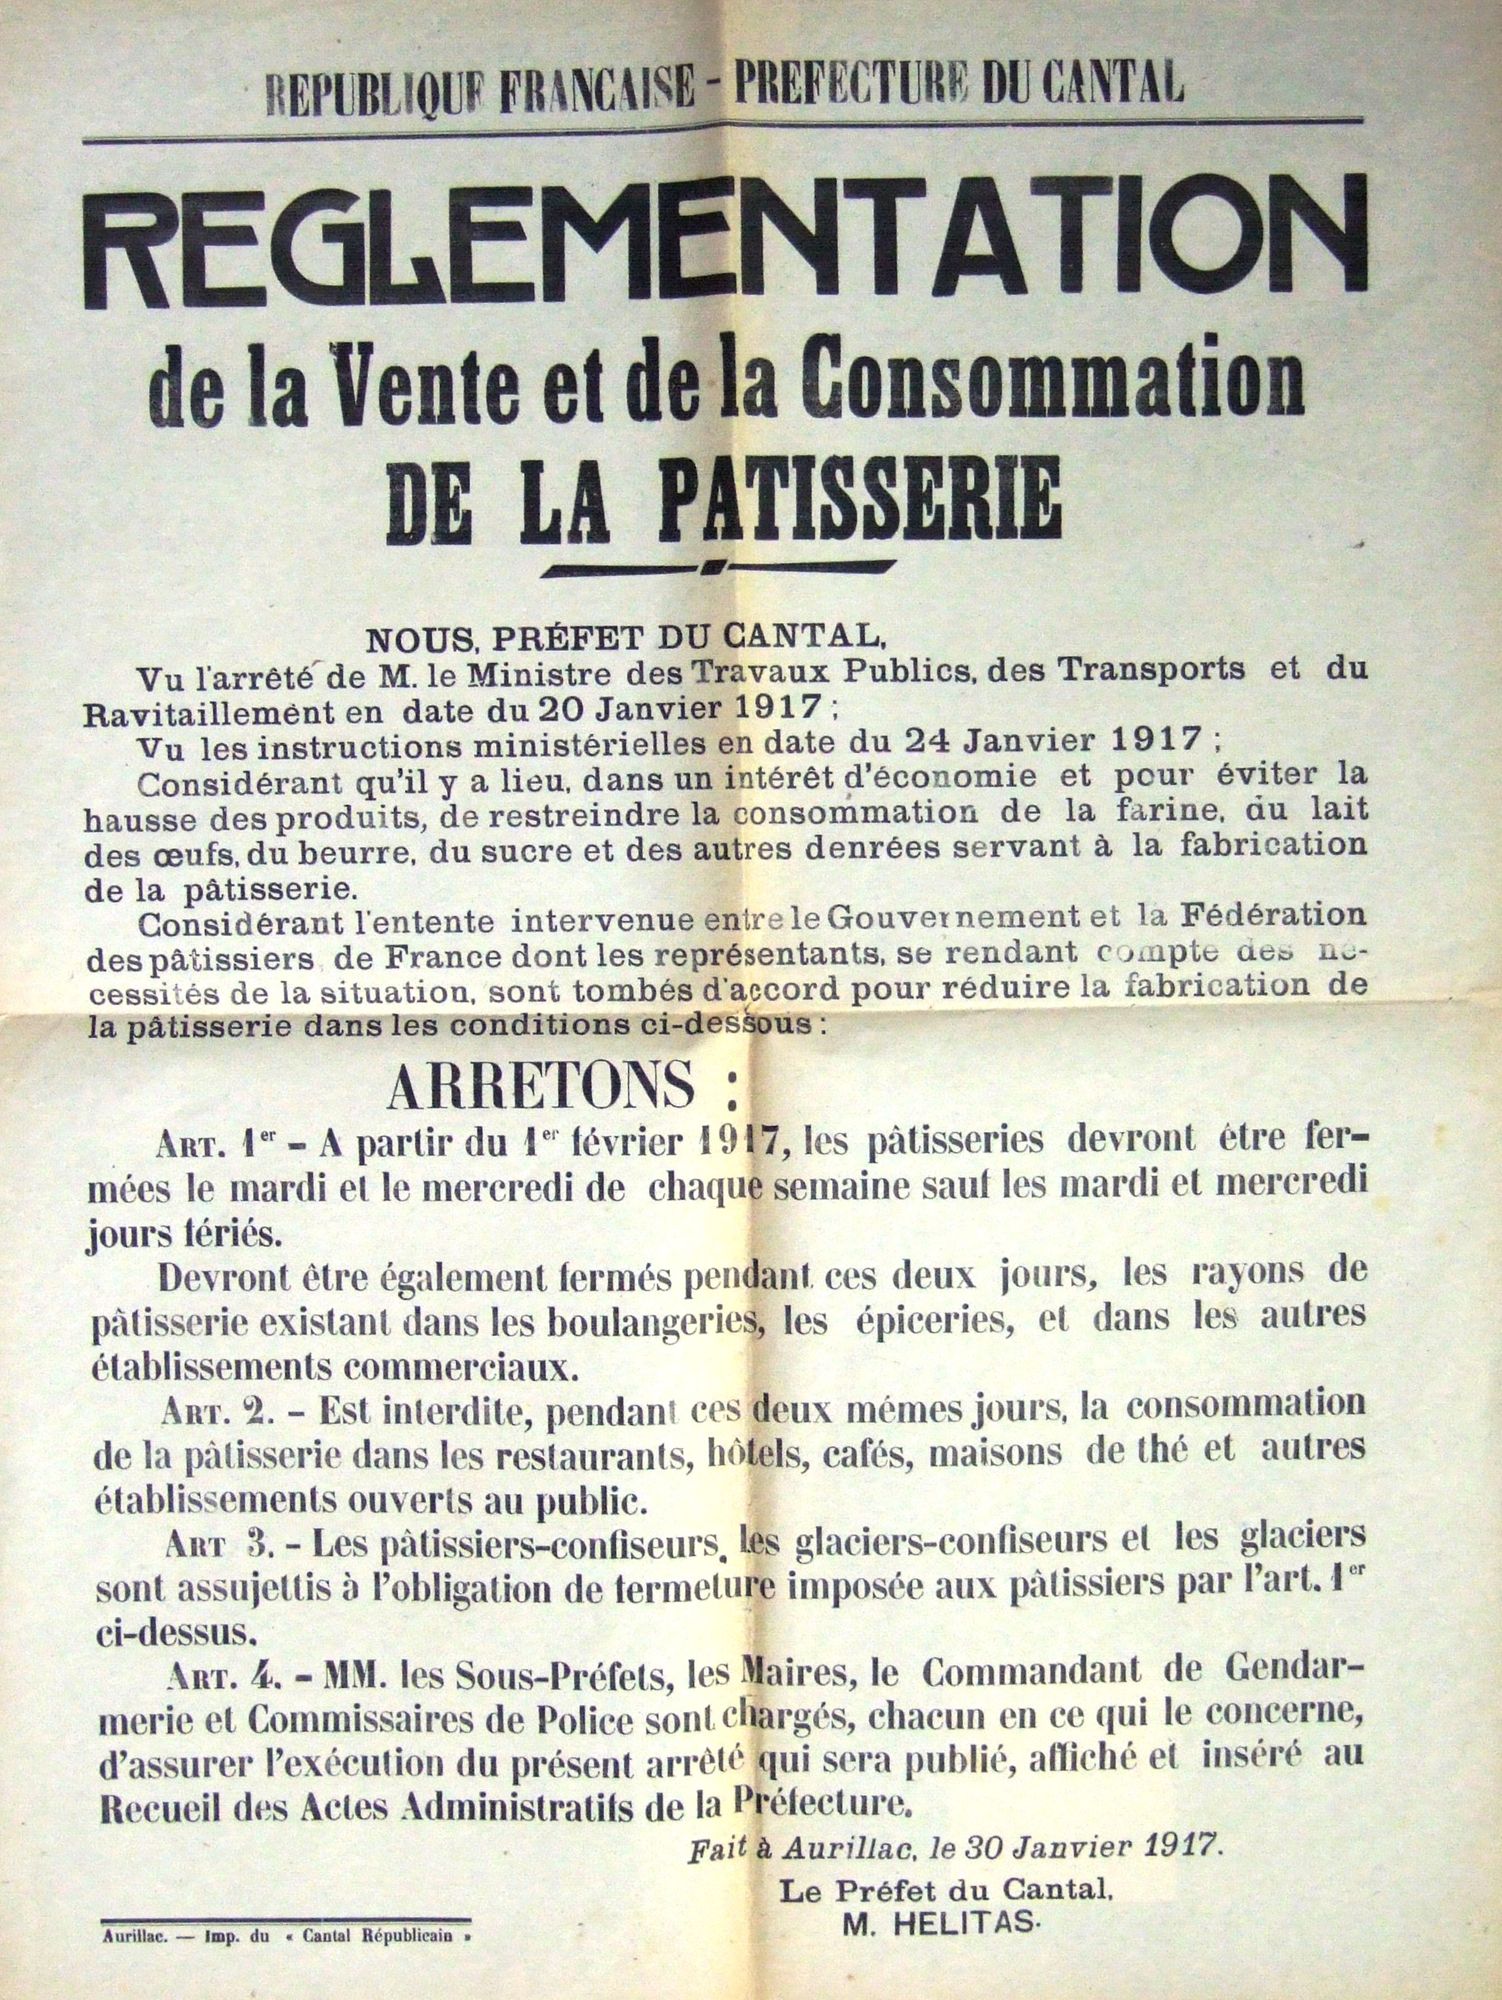 REPUBLIQUE FRANCAISE - PREFECTURE DU CANTAL
REGLEMENTATION
de la Vente et de la Consommation
DE LA PATISSERIE
NOUS, PRÉFET DU CANTAL,
Vu l'arrêté de M. le Ministre des Travaux Publics, des Transports et du
Ravitaillement en date du 20 Janvier 1917 ;
Vu les instructions ministérielles en date du 24 Janvier 1917 ;
Considérant qu'il y a lieu, dans un intérêt d'économie et pour éviter la
hausse des produits, de restreindre la consommation de la farine, du lait
des œufs, du beurre, du sucre et des autres denrées servant à la fabrication
de la pâtisserie.
Considérant l'entente intervenue entre le Gouvernement et la Fédération
des pâtissiers de France dont les représentants, se rendant compte des né-
cessités de la situation, sont tombés d'accord pour réduire la fabrication de
la pâtisserie dans les conditions ci-dessous :
ARRETONS :
ART. 1er - A partir du 1er février 1917, les pâtisseries devront être fer-
mées le mardi et le mercredi de chaque semaine sauf les mardi et mercredi
jours fériés.
Devront être également fermés pendant ces deux jours, les rayons de
pâtisserie existant dans les boulangeries, les épiceries, et dans les autres
établissements commerciaux.
ART. 2. - Est interdite, pendant ces deux mêmes jours, la consommation
de la pâtisserie dans les restaurants, hôtels, cafés, maisons de thé et autres
établissements ouverts au public.
ART 3. - Les pâtissiers-confiseurs, les glaciers-confiseurs et les glaciers
sont assujettis à l'obligation de fermeture imposée aux pâtissiers par l'art. 1er
ci-dessus.
ART. 4. - MM. les Sous-Préfets, les Maires, le Commandant de Gendar-
merie et Commissaires de Police sont chargés, chacun en ce qui le concerne,
d'assurer l'exécution du présent arrêté qui sera publié, affiché et inséré au
Recueil des Actes Administratifs de la Préfecture.
Fait à Aurillac, le 30 Janvier 1917.
Le Préfet du Cantal,
M. HELITAS.
Aurillac. — Imp. du « Cantal Républicain »